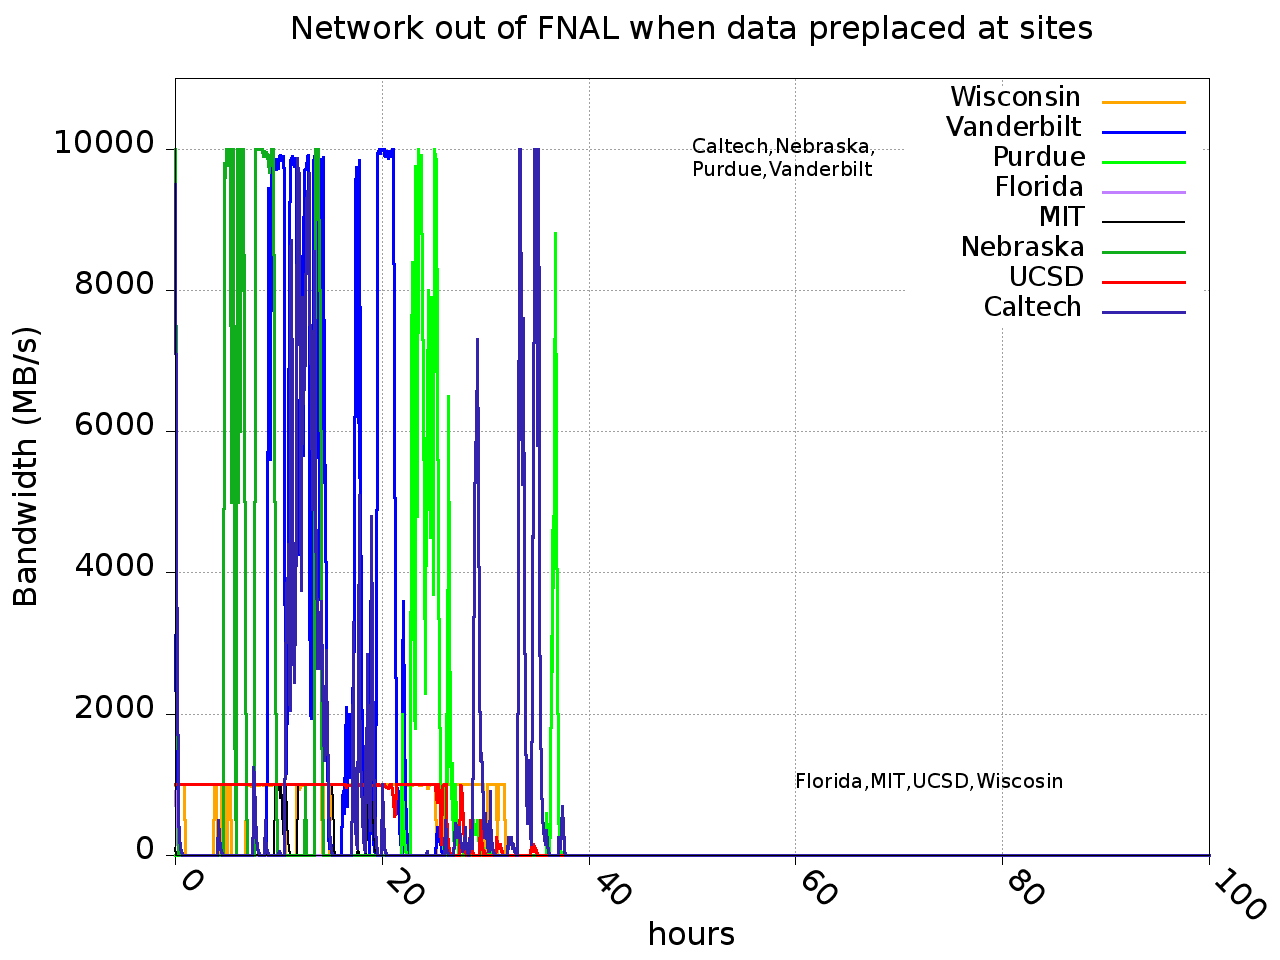 Network out of FNAL when data preplaced at sites
Wisconsin
Vanderbilt
Purdue
Florida
MIT
Nebraska
UCSD
Caltech
Caltech,Nebraska,
Purdue,Vanderbilt
Florida,MIT,UCSD,Wiscosin
Bandwidth (MB/s)
10000
8000
6000
4000
2000
0
0 20 40 60 80 100
hours